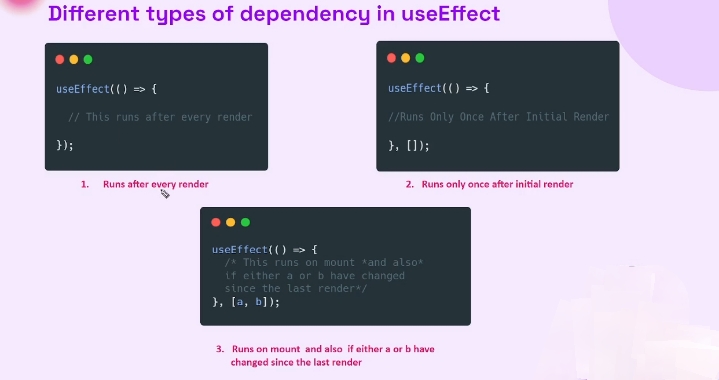 Different types of dependency in useEffect
useEffect(() => {
// This runs after every render
});
1. Runs after every render
useEffect(() => {
//Runs Only Once After Initial Render
}, []);
2. Runs only once after initial render
useEffect(() => {
/* This runs on mount *and also*
if either a or b have changed
since the last render*/
}, [a, b]);
3. Runs on mount and also if either a or b have
changed since the last render